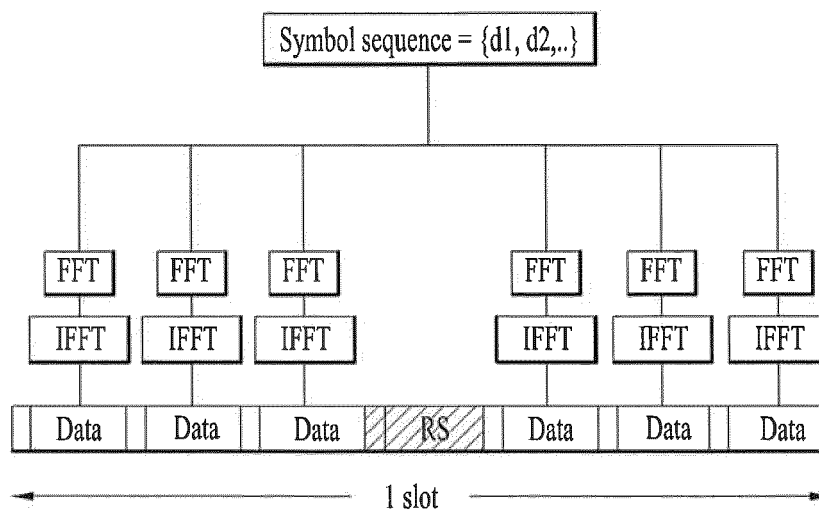 Symbol sequence = {d1, d2,..}
FFT FFT FFT FFT FFT FFT
IFFT IFFT IFFT IFFT IFFT IFFT
Data Data Data RS Data Data Data
1 slot